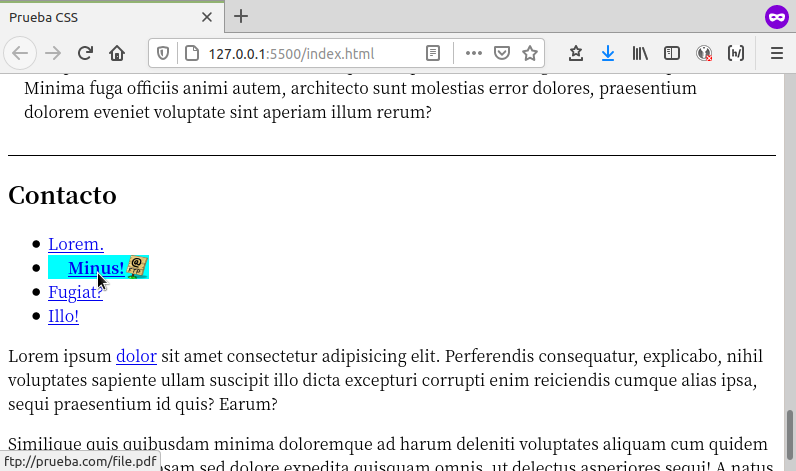 Prueba CSS
127.0.0.1:5500/index.html
Minima fuga officiis animi autem, architecto sunt molestias error dolores, praesentium
dolorem eveniet voluptate sint aperiam illum rerum?
Contacto
Lorem.
Minus!
Fugiat?
Illo!
Lorem ipsum dolor sit amet consectetur adipisicing elit. Perferendis consequatur, explicabo, nihil
voluptates sapiente ullam suscipit illo dicta excepturi corrupti enim reiciendis cumque alias ipsa,
sequi praesentium id quis? Earum?
Similique quis quibusdam minima doloremque ad harum deleniti voluptates aliquam cum quidem
ftp://prueba.com/file.pdf
sed dolore expedita quisquam omnis, ut delectus asperiores sequi! A natus